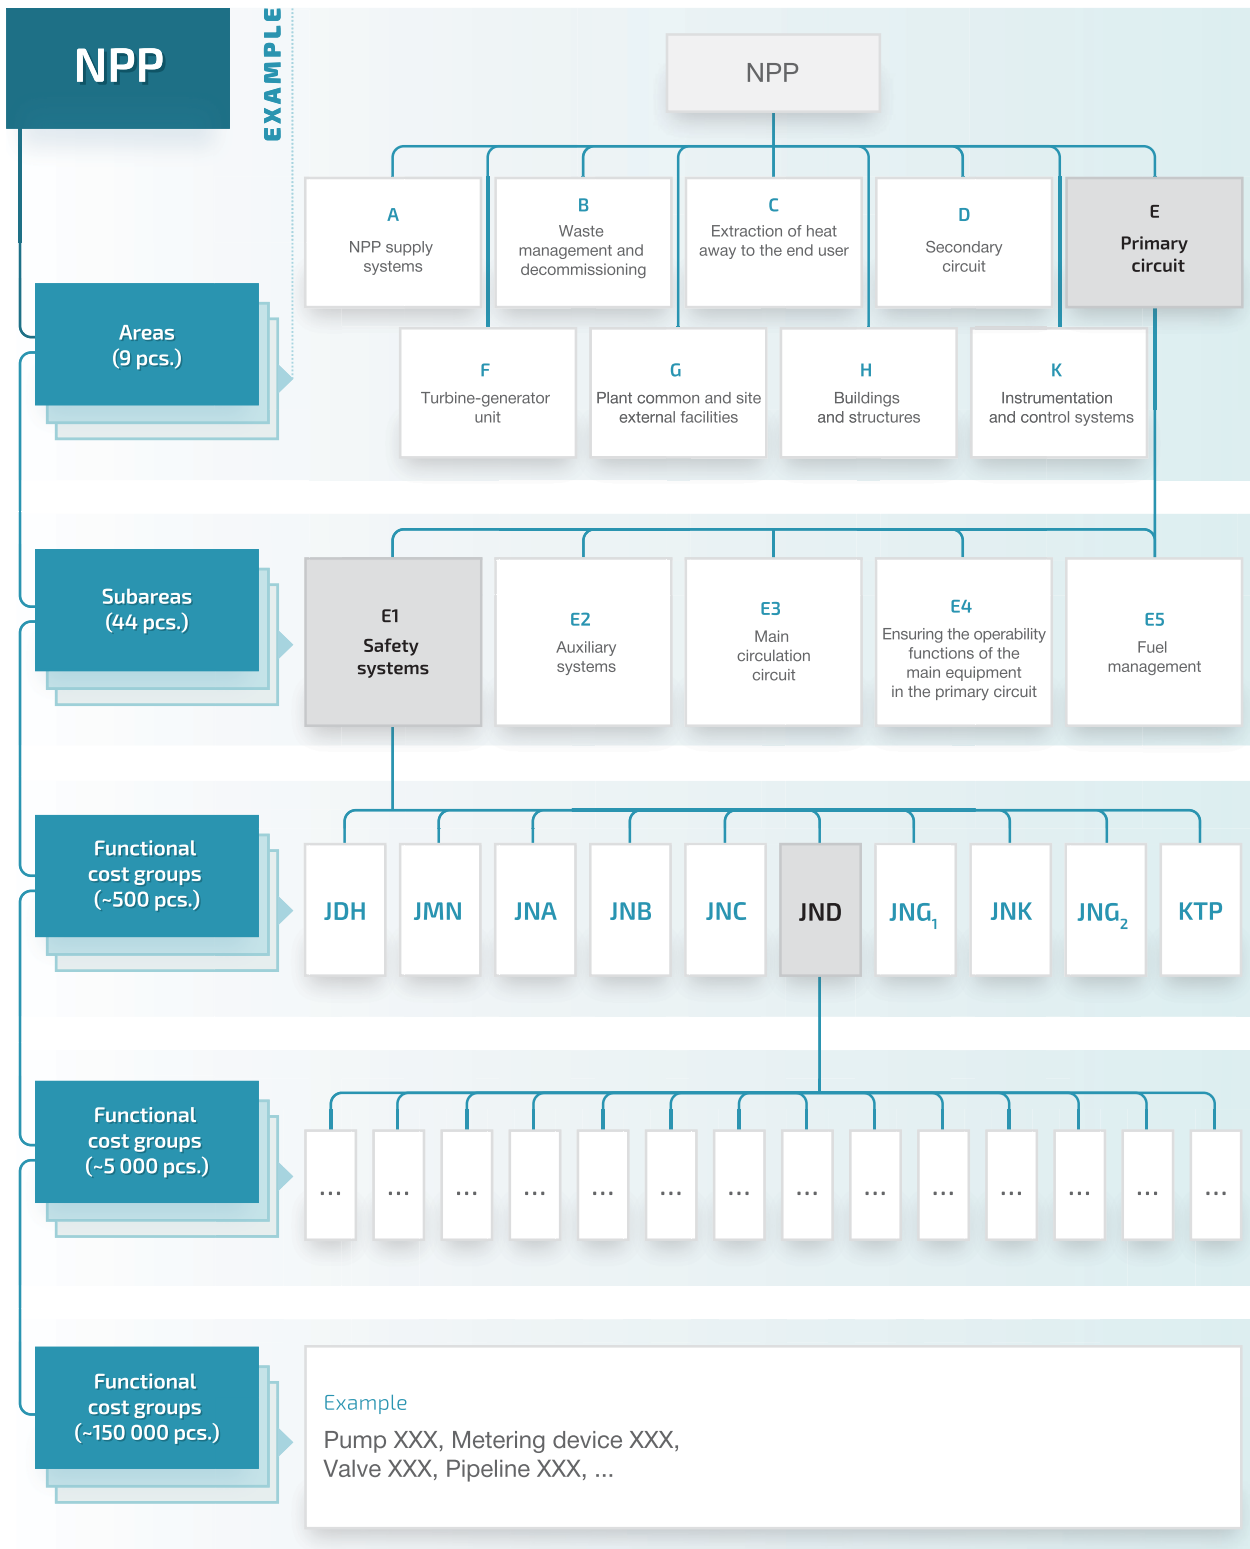 NPP
EXAMPLE
NPP
A
NPP supply
systems
B
Waste
management and
decommissioning
C
Extraction of heat
away to the end user
D
Secondary
circuit
E
Primary
circuit
Areas
(9 pcs.)
F
Turbine-generator
unit
G
Plant common and site
external facilities
H
Buildings
and structures
K
Instrumentation
and control systems
Subareas
(44 pcs.)
E1
Safety
systems
E2
Auxiliary
systems
E3
Main
circulation
circuit
E4
Ensuring the operability
functions of the
main equipment
in the primary circuit
E5
Fuel
management
Functional
cost groups
(~500 pcs.)
JDH
JMN
JNA
JNB
JNC
JND
JNG1
JNK
JNG2
KTP
Functional
cost groups
(~5 000 pcs.)
...
...
...
...
...
...
...
...
...
...
...
...
...
...
Functional
cost groups
(~150 000 pcs.)
Example
Pump XXX, Metering device XXX,
Valve XXX, Pipeline XXX, ...